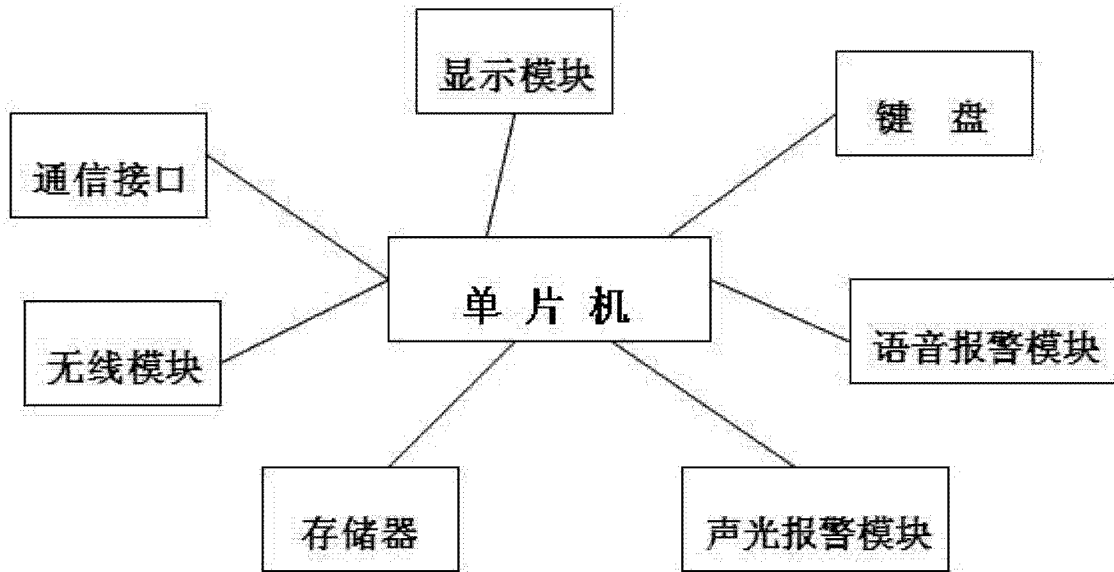 显示模块
键 盘
通信接口
单 片 机
无线模块
语音报警模块
存储器
声光报警模块